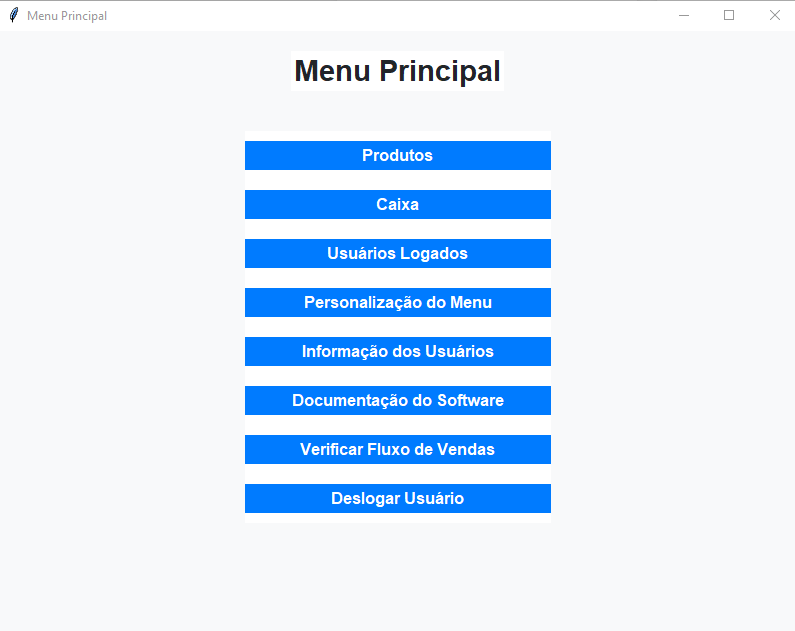 Menu Principal
Menu Principal
Produtos
Caixa
Usuários Logados
Personalização do Menu
Informação dos Usuários
Documentação do Software
Verificar Fluxo de Vendas
Deslogar Usuário